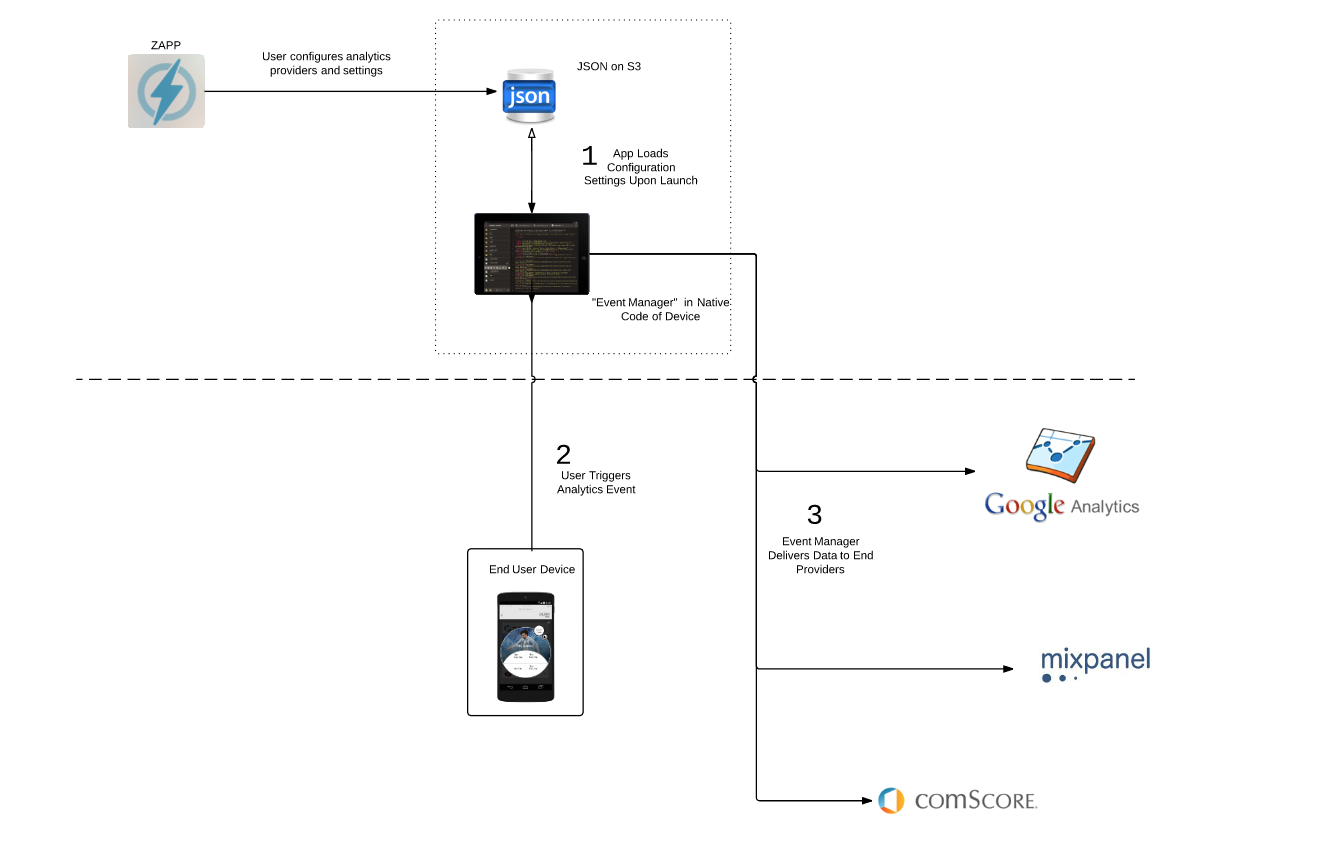 ZAPP
User configures analytics
providers and settings
JSON on S3
json
1
App Loads
Configuration
Settings Upon Launch
"Event Manager" in Native
Code of Device
2
User Triggers
Analytics Event
End User Device
Google Analytics
3
Event Manager
Delivers Data to End
Providers
mixpanel
comScore.